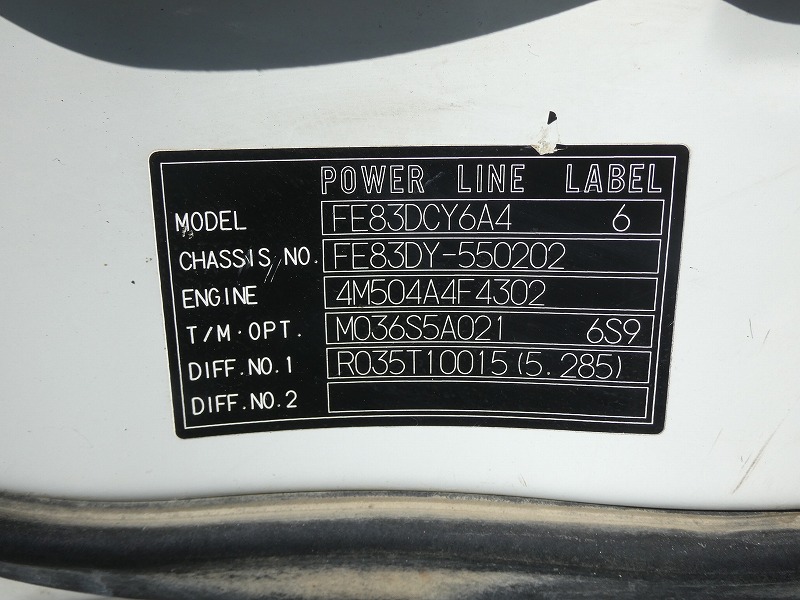 POWER LINE LABEL
MODEL FE83DCY6A4 6
CHASSIS NO. FE83DY-550202
ENGINE 4M504A4F4302
T/M·OPT. M036S5A021 6S9
DIFF.NO.1 R035T10015(5.285)
DIFF.NO.2